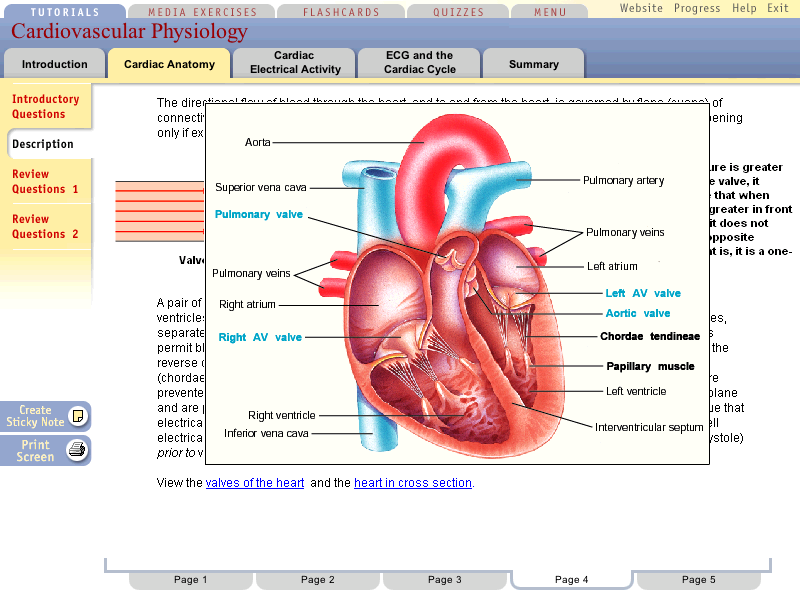 TUTORIALS MEDIA EXERCISES FLASHCARDS QUIZZES MENU Website Progress Help Exit
Cardiovascular Physiology
Introduction
Cardiac Anatomy
Cardiac
Electrical Activity
ECG and the
Cardiac Cycle
Summary
Introductory
Questions
Description
Review
Questions 1
Review
Questions 2
Create
Sticky Note
Print
Screen
The directional flow of blood through the heart, and to and from the heart, is governed by flaps (cusps) of
only if ex
ure is greater
e valve, it
that when
greater in front
it does not
opposite
it is, it is a one-
Valve
A pair of
ventricles
separate
permit bl
the
reverse
(chordae
prevente
and are
plane
ue that
electrica
electrica
ystole)
prior to
Aorta
Superior vena cava
Pulmonary valve
Pulmonary veins
Right atrium
Right AV valve
Right ventricle
Inferior vena cava
Pulmonary artery
Pulmonary veins
Left atrium
Left AV valve
Aortic valve
Chordae tendineae
Papillary muscle
Left ventricle
Interventricular septum
View the valves of the heart and the heart in cross section.
Page 1 Page 2 Page 3 Page 4 Page 5